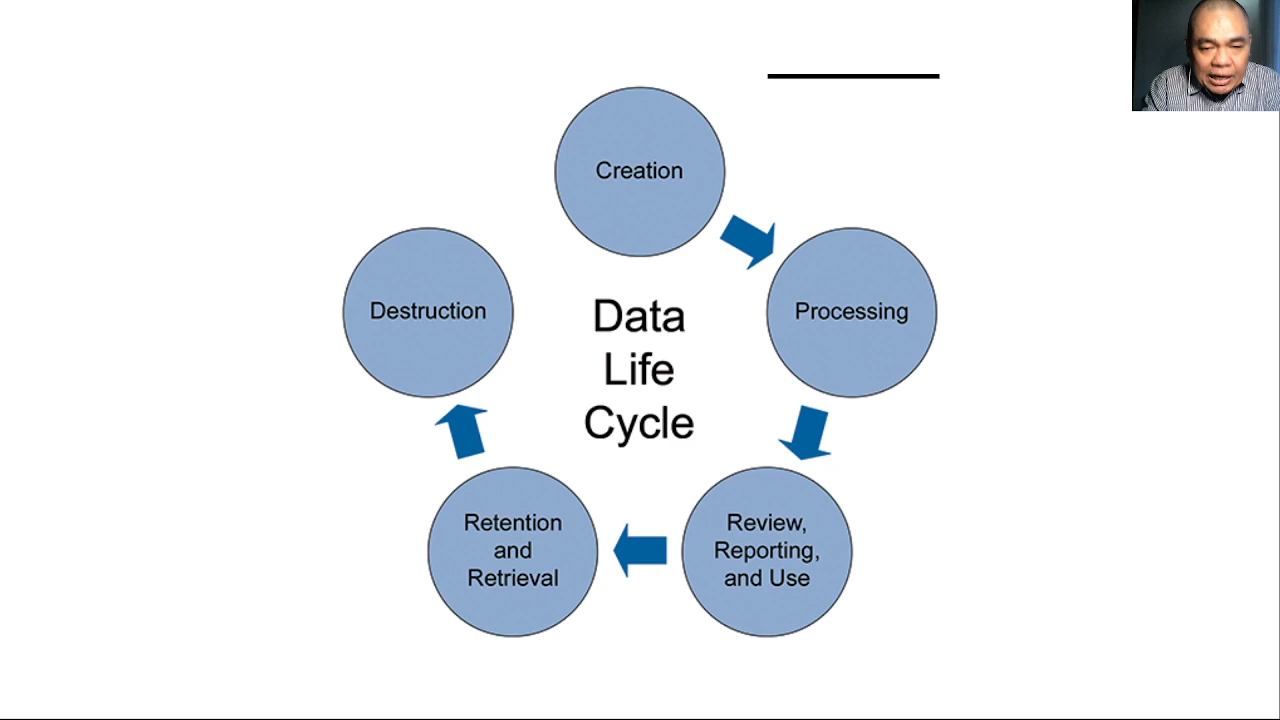 Creation
Processing
Review,
Reporting,
and Use
Retention
and
Retrieval
Destruction
Data
Life
Cycle